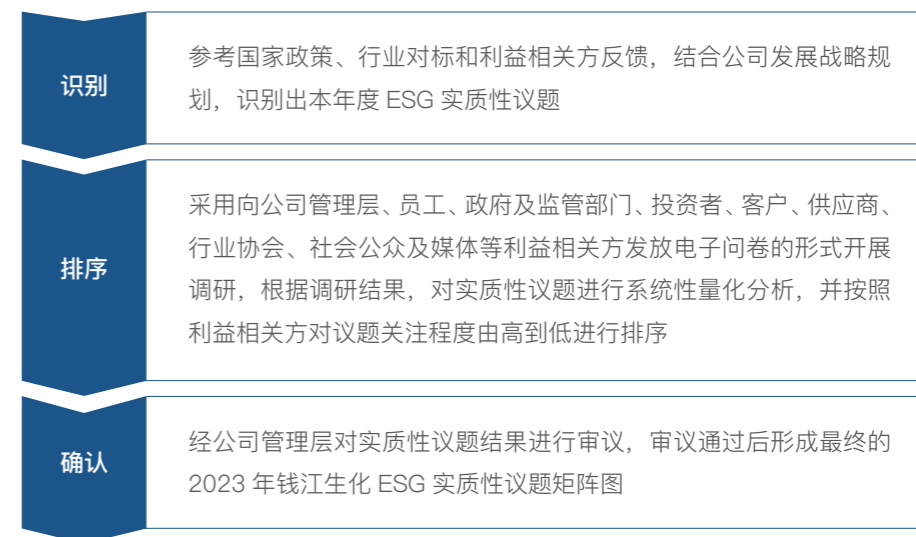 识别
参考国家政策、行业对标和利益相关方反馈，结合公司发展战略规
划，识别出本年度 ESG 实质性议题
排序
采用向公司管理层、员工、政府及监管部门、投资者、客户、供应商、
行业协会、社会公众及媒体等利益相关方发放电子问卷的形式开展
调研，根据调研结果，对实质性议题进行系统性量化分析，并按照
利益相关方对议题关注程度由高到低进行排序
确认
经公司管理层对实质性议题结果进行审议，审议通过后形成最终的
2023 年钱江生化 ESG 实质性议题矩阵图